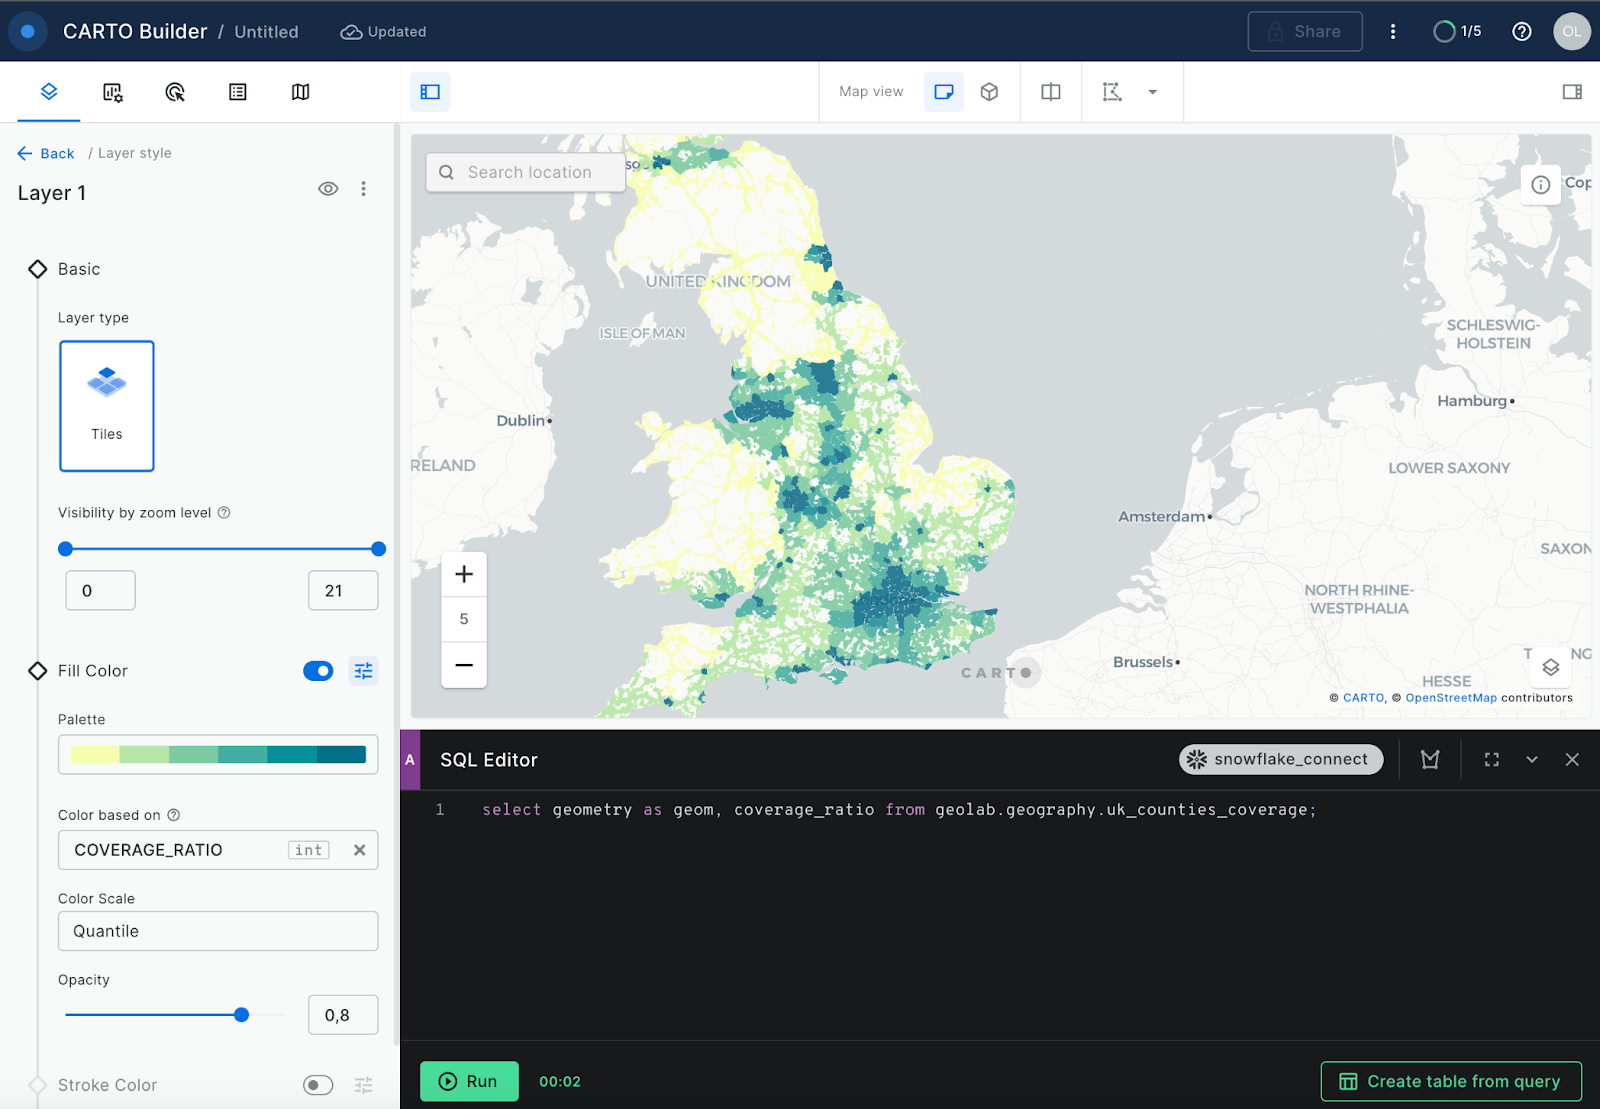 CARTO Builder / Untitled Updated Share 1/5 OL
Map view
Back / Layer style
Layer 1
Basic
Layer type
Tiles
Visibility by zoom level
0 21
Fill Color
Palette
Color based on
COVERAGE_RATIO int
Color Scale
Quantile
Opacity
0,8
Stroke Color
Search location
UNITED KINGDOM
ISLE OF MAN
Dublin
RELAND
London
Cop
SCHLESWIG-
HOLSTEIN
Hamburg
LOWER SAXONY
Amsterdam
SAXON
NORTH RHINE-
WESTPHALIA
Brussels
HESSE
5
CARTO
© CARTO, © OpenStreetMap contributors
A SQL Editor snowflake_connect
1 select geometry as geom, coverage_ratio from geolab.geography.uk_counties_coverage;
Run 00:02 Create table from query